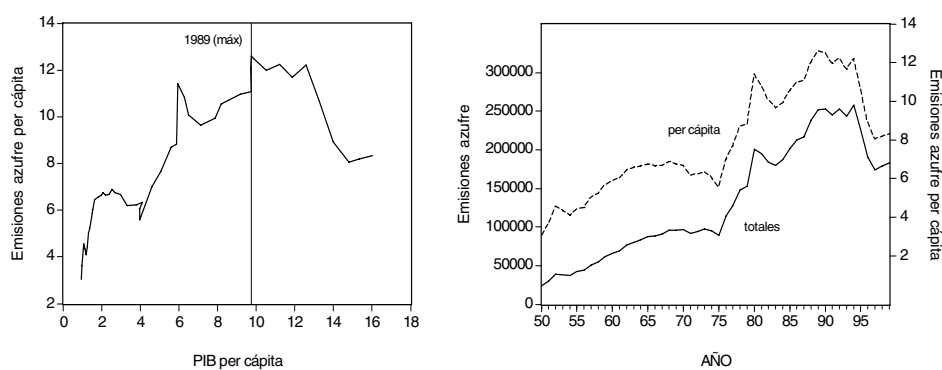 Emisiones azufre per cápita
14
12
10
8
6
4
2
1989 (máx)
0 2 4 6 8 10 12 14 16 18
PIB per cápita
Emisiones azufre
300000
250000
200000
150000
100000
50000
0
per cápita
totales
14
12
10
8
6
4
2
Emisiones azufre per cápita
50 55 60 65 70 75 80 85 90 95
AÑO